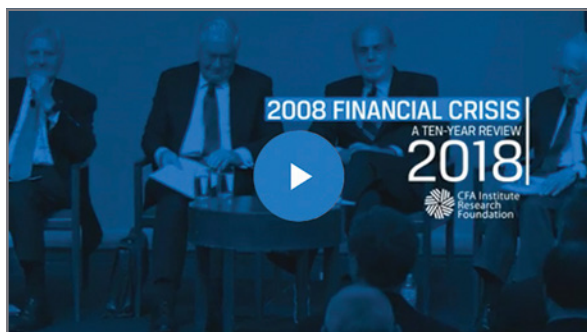 2008 FINANCIAL CRISIS
A TEN-YEAR REVIEW
2018
CFA Institute
Research
Foundation